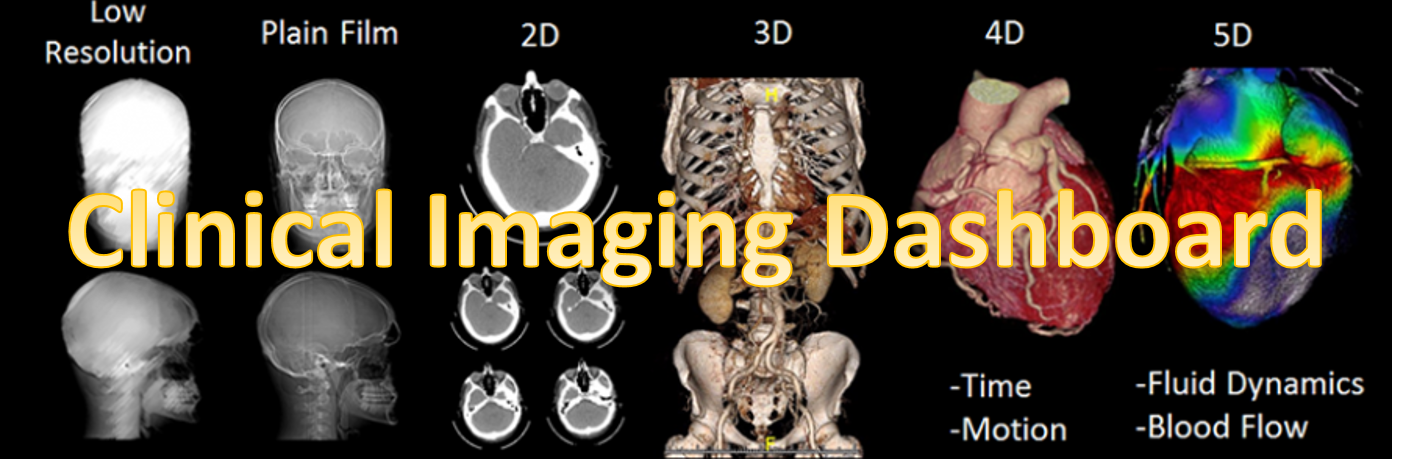 Low
Resolution
Plain Film
2D
3D
4D
5D
H
Clinical Imaging Dashboard
-Time
-Motion
-Fluid Dynamics
-Blood Flow
F